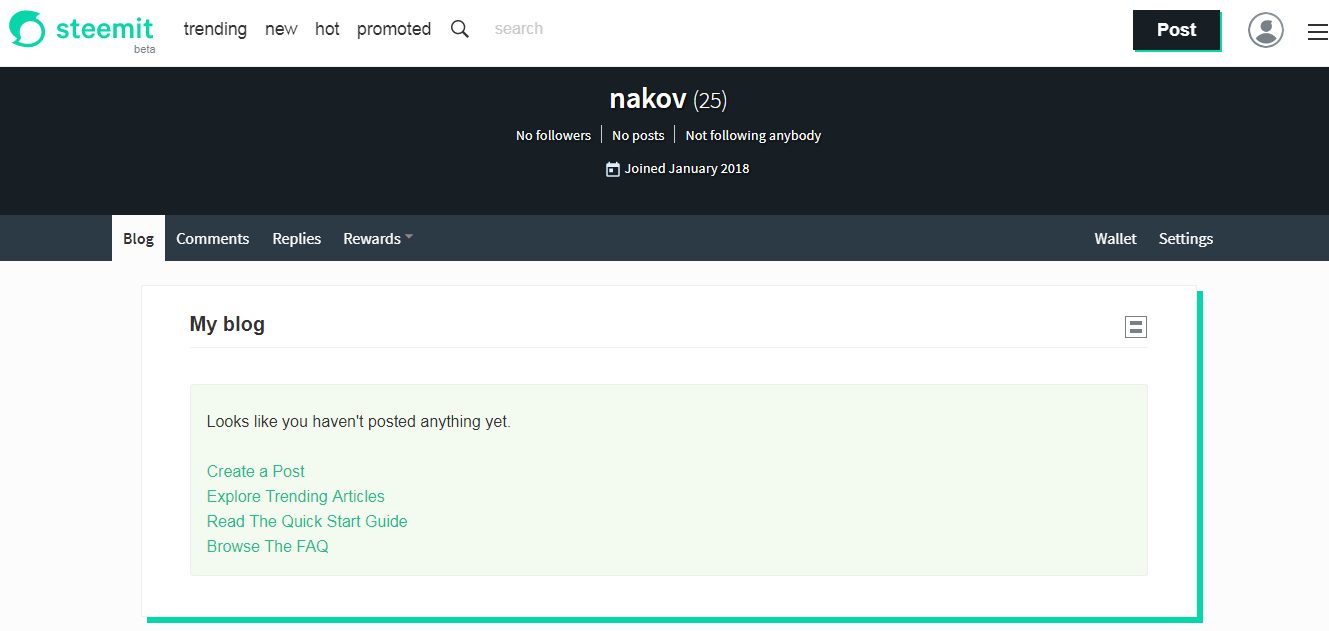 steemit
beta
trending new hot promoted search
Post
nakov (25)
No followers No posts Not following anybody
Joined January 2018
Blog Comments Replies Rewards Wallet Settings
My blog
Looks like you haven't posted anything yet.
Create a Post
Explore Trending Articles
Read The Quick Start Guide
Browse The FAQ